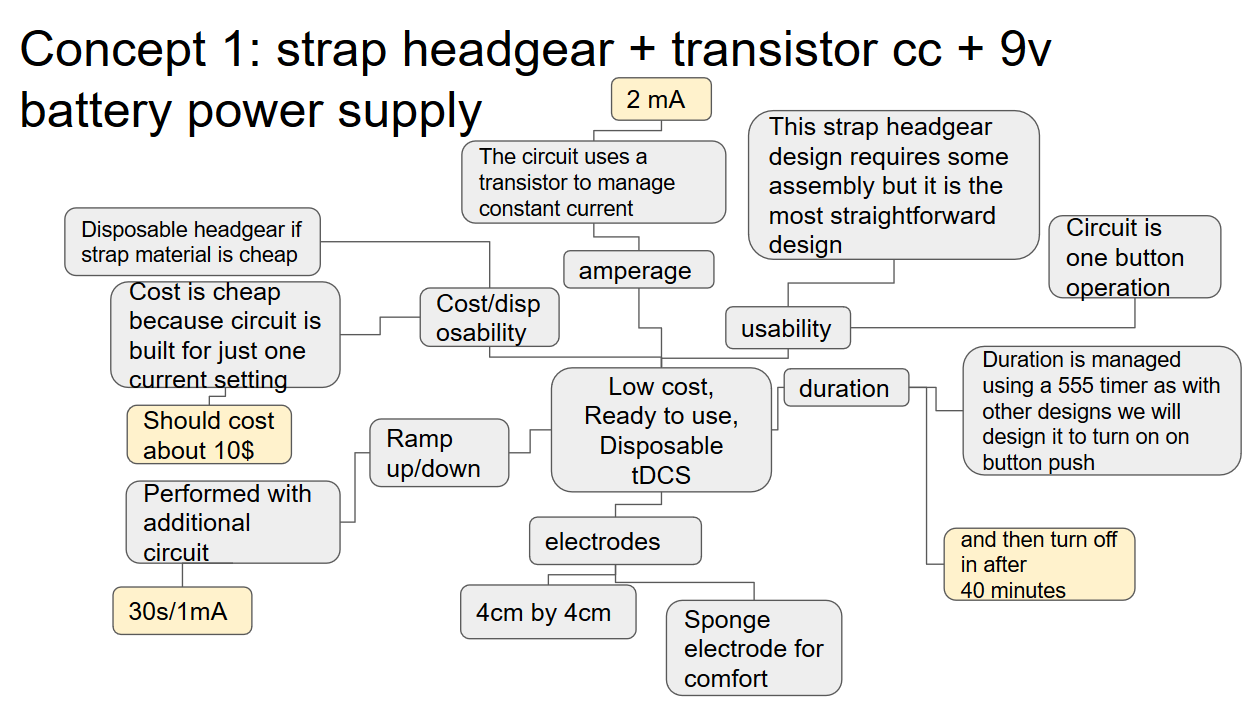 Concept 1: strap headgear + transistor cc + 9v
battery power supply
2 mA
The circuit uses a
transistor to manage
constant current
amperage
This strap headgear
design requires some
assembly but it is the
most straightforward
design
Circuit is
one button
operation
usability
Disposable headgear if
strap material is cheap
Cost is cheap
because circuit is
built for just one
current setting
Cost/disp
osability
Should cost
about 10$
Low cost,
Ready to use,
Disposable
tDCS
duration
Duration is managed
using a 555 timer as with
other designs we will
design it to turn on on
button push
and then turn off
in after
40 minutes
Ramp
up/down
Performed with
additional
circuit
30s/1mA
electrodes
4cm by 4cm
Sponge
electrode for
comfort